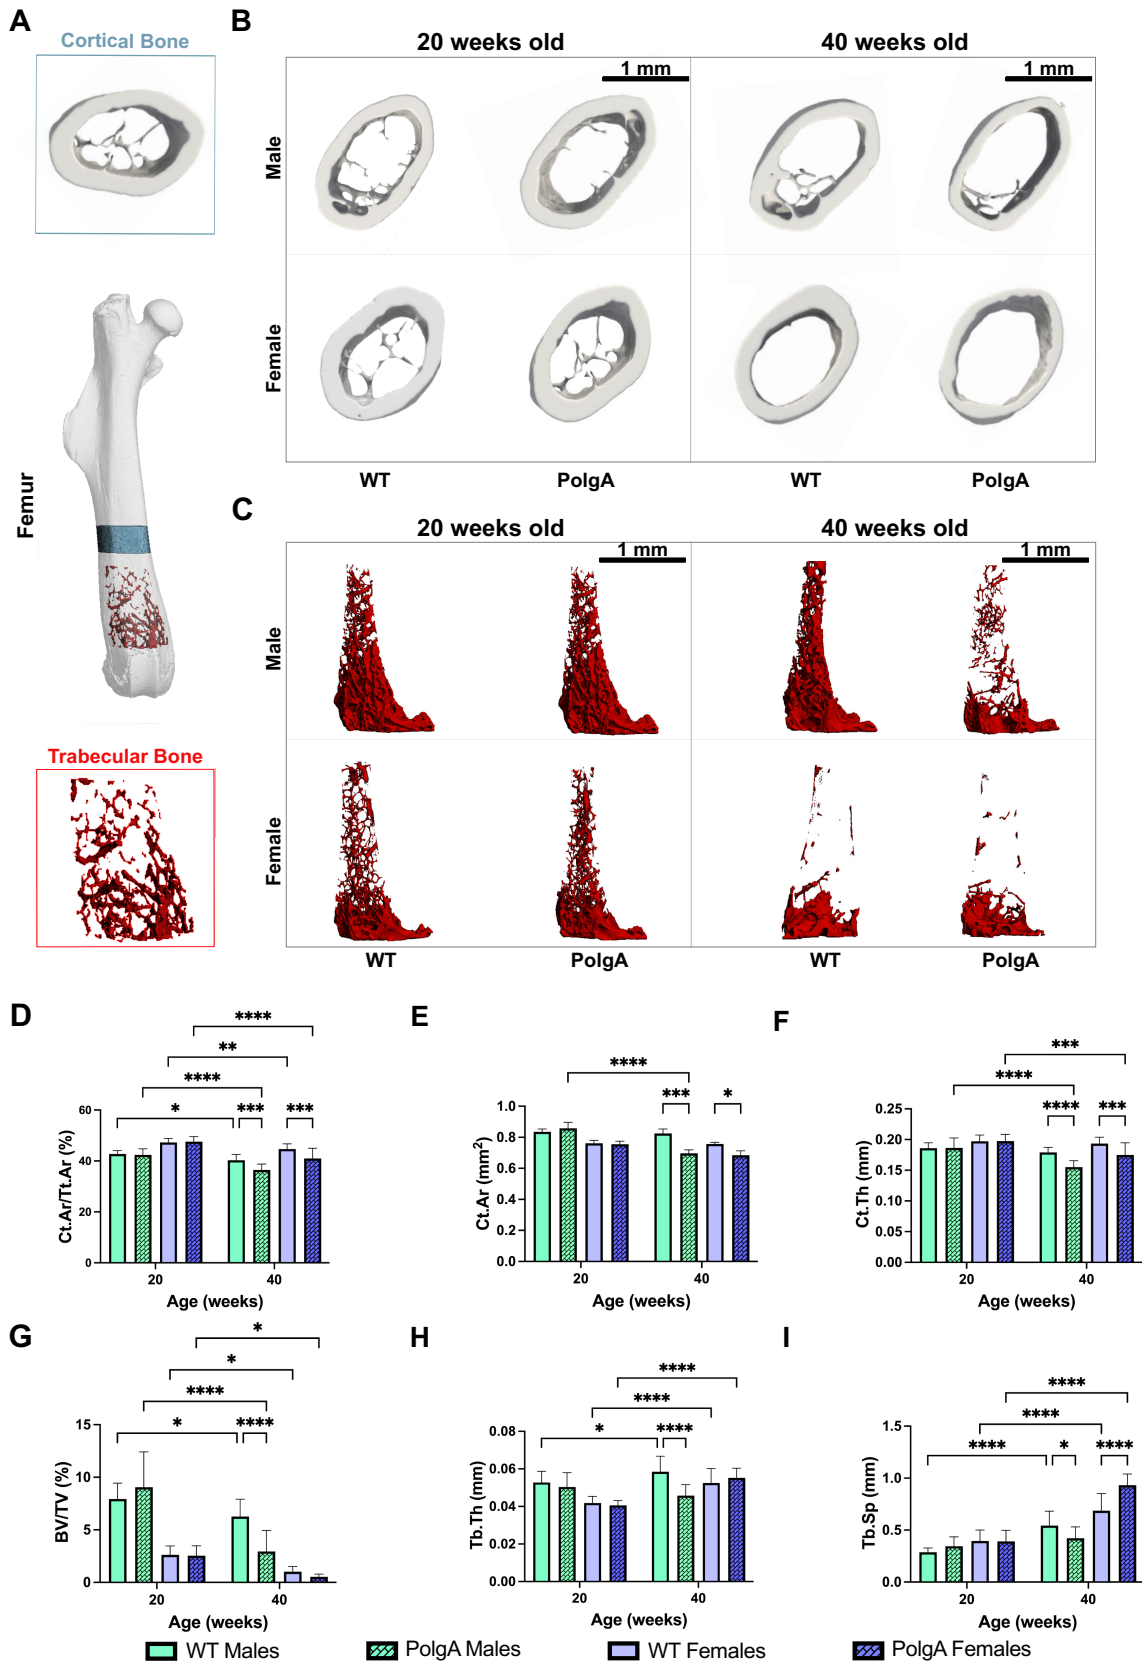 A
Cortical Bone
Femur
Trabecular Bone
B
20 weeks old
40 weeks old
1 mm
1 mm
Male
Female
WT
PolgA
WT
PolgA
C
20 weeks old
40 weeks old
1 mm
1 mm
Male
Female
WT
PolgA
WT
PolgA
D
****
**
****
*
***
***
Ct.Ar/Tt.Ar (%)
60
40
20
0
20
40
Age (weeks)
E
****
***
*
Ct.Ar (mm²)
1.0
0.8
0.6
0.4
0.2
0.0
20
40
Age (weeks)
F
***
****
****
***
Ct.Th (mm)
0.25
0.20
0.15
0.10
0.05
0.00
20
40
Age (weeks)
G
*
*
****
*
****
BV/TV (%)
15
10
5
0
20
40
Age (weeks)
H
****
****
*
****
Tb.Th (mm)
0.08
0.06
0.04
0.02
0.00
20
40
Age (weeks)
I
****
****
****
*
****
Tb.Sp (mm)
1.5
1.0
0.5
0.0
20
40
Age (weeks)
WT Males
PolgA Males
WT Females
PolgA Females